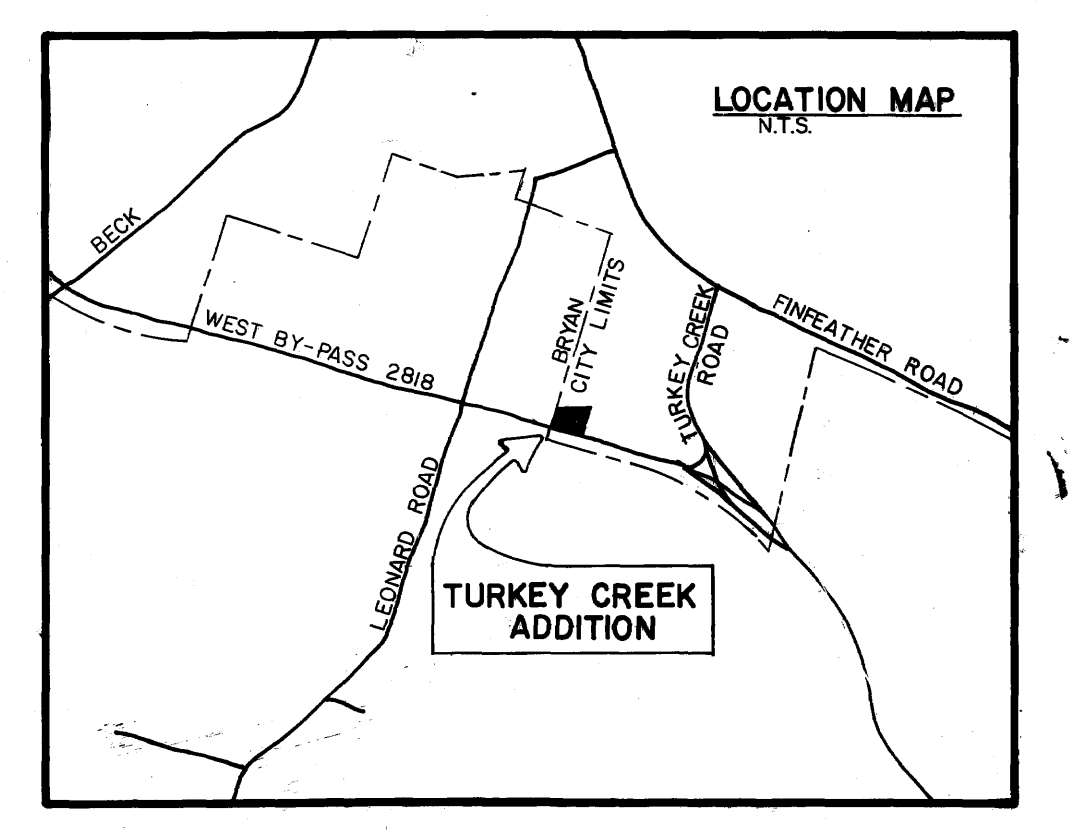 LOCATION MAP
N.T.S.
BECK
WEST BY-PASS 2818
BRYAN
CITY LIMITS
TURKEY CREEK
ROAD
FINFEATHER ROAD
LEONARD ROAD
TURKEY CREEK
ADDITION